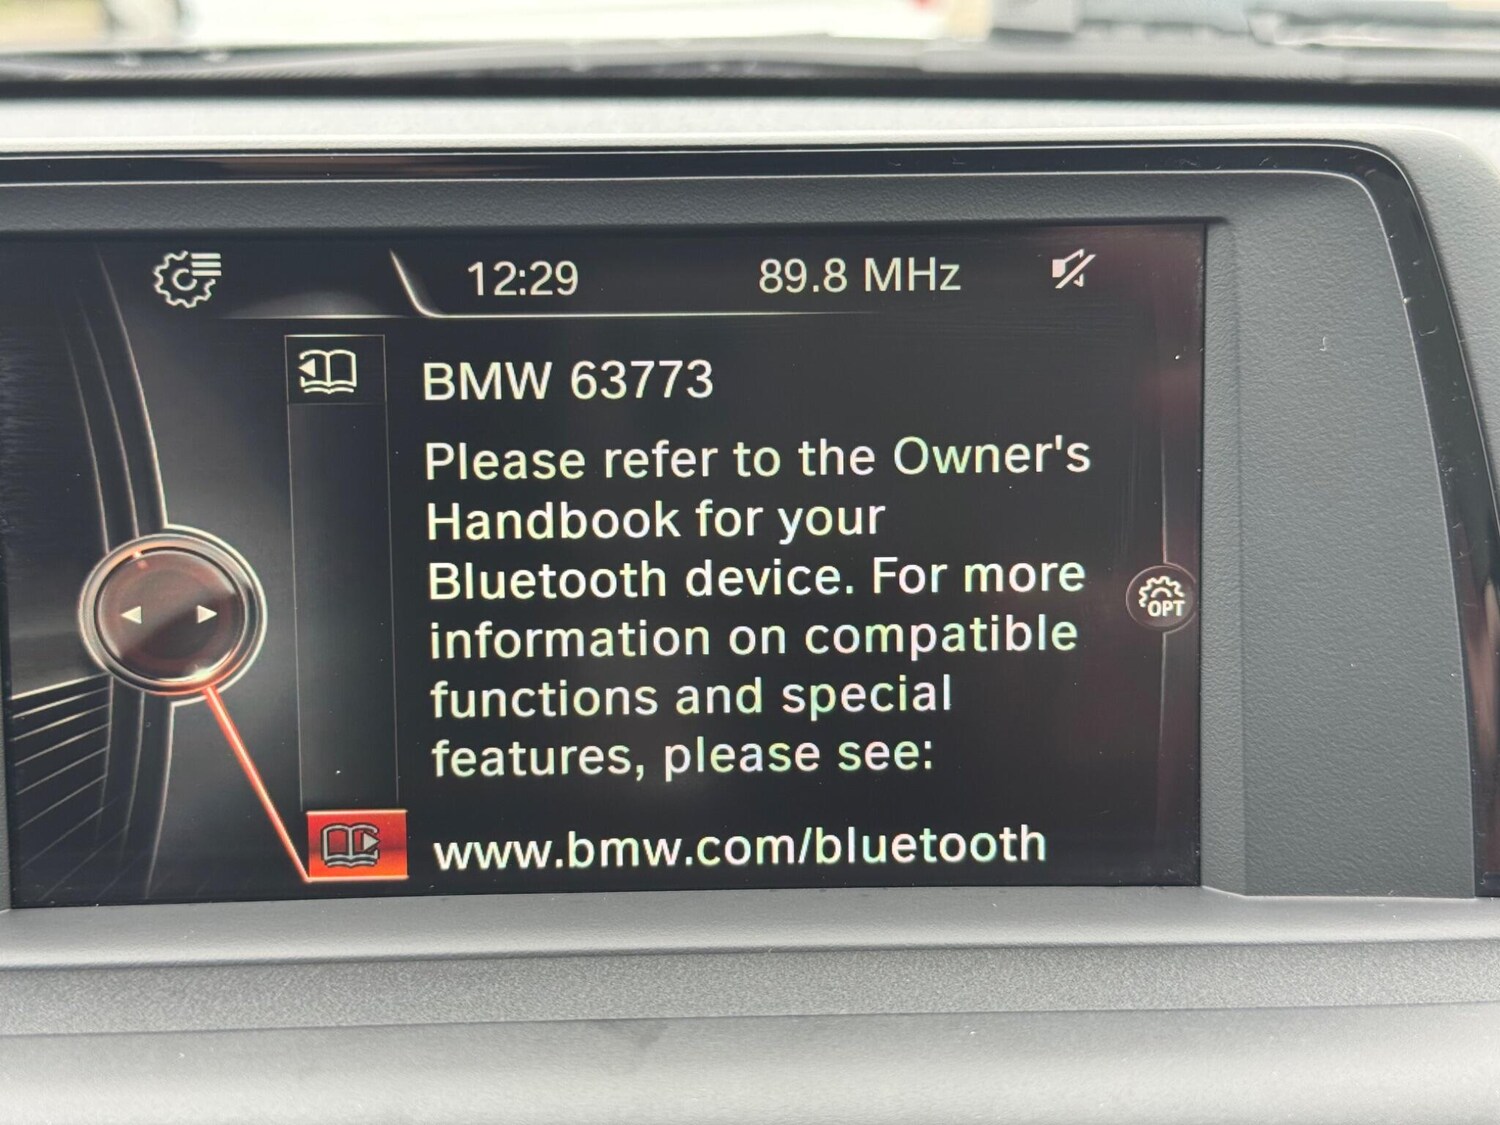 12:29 89.8 MHz
BMW 63773
Please refer to the Owner's
Handbook for your
Bluetooth device. For more
information on compatible
functions and special
features, please see:
www.bmw.com/bluetooth
OPT